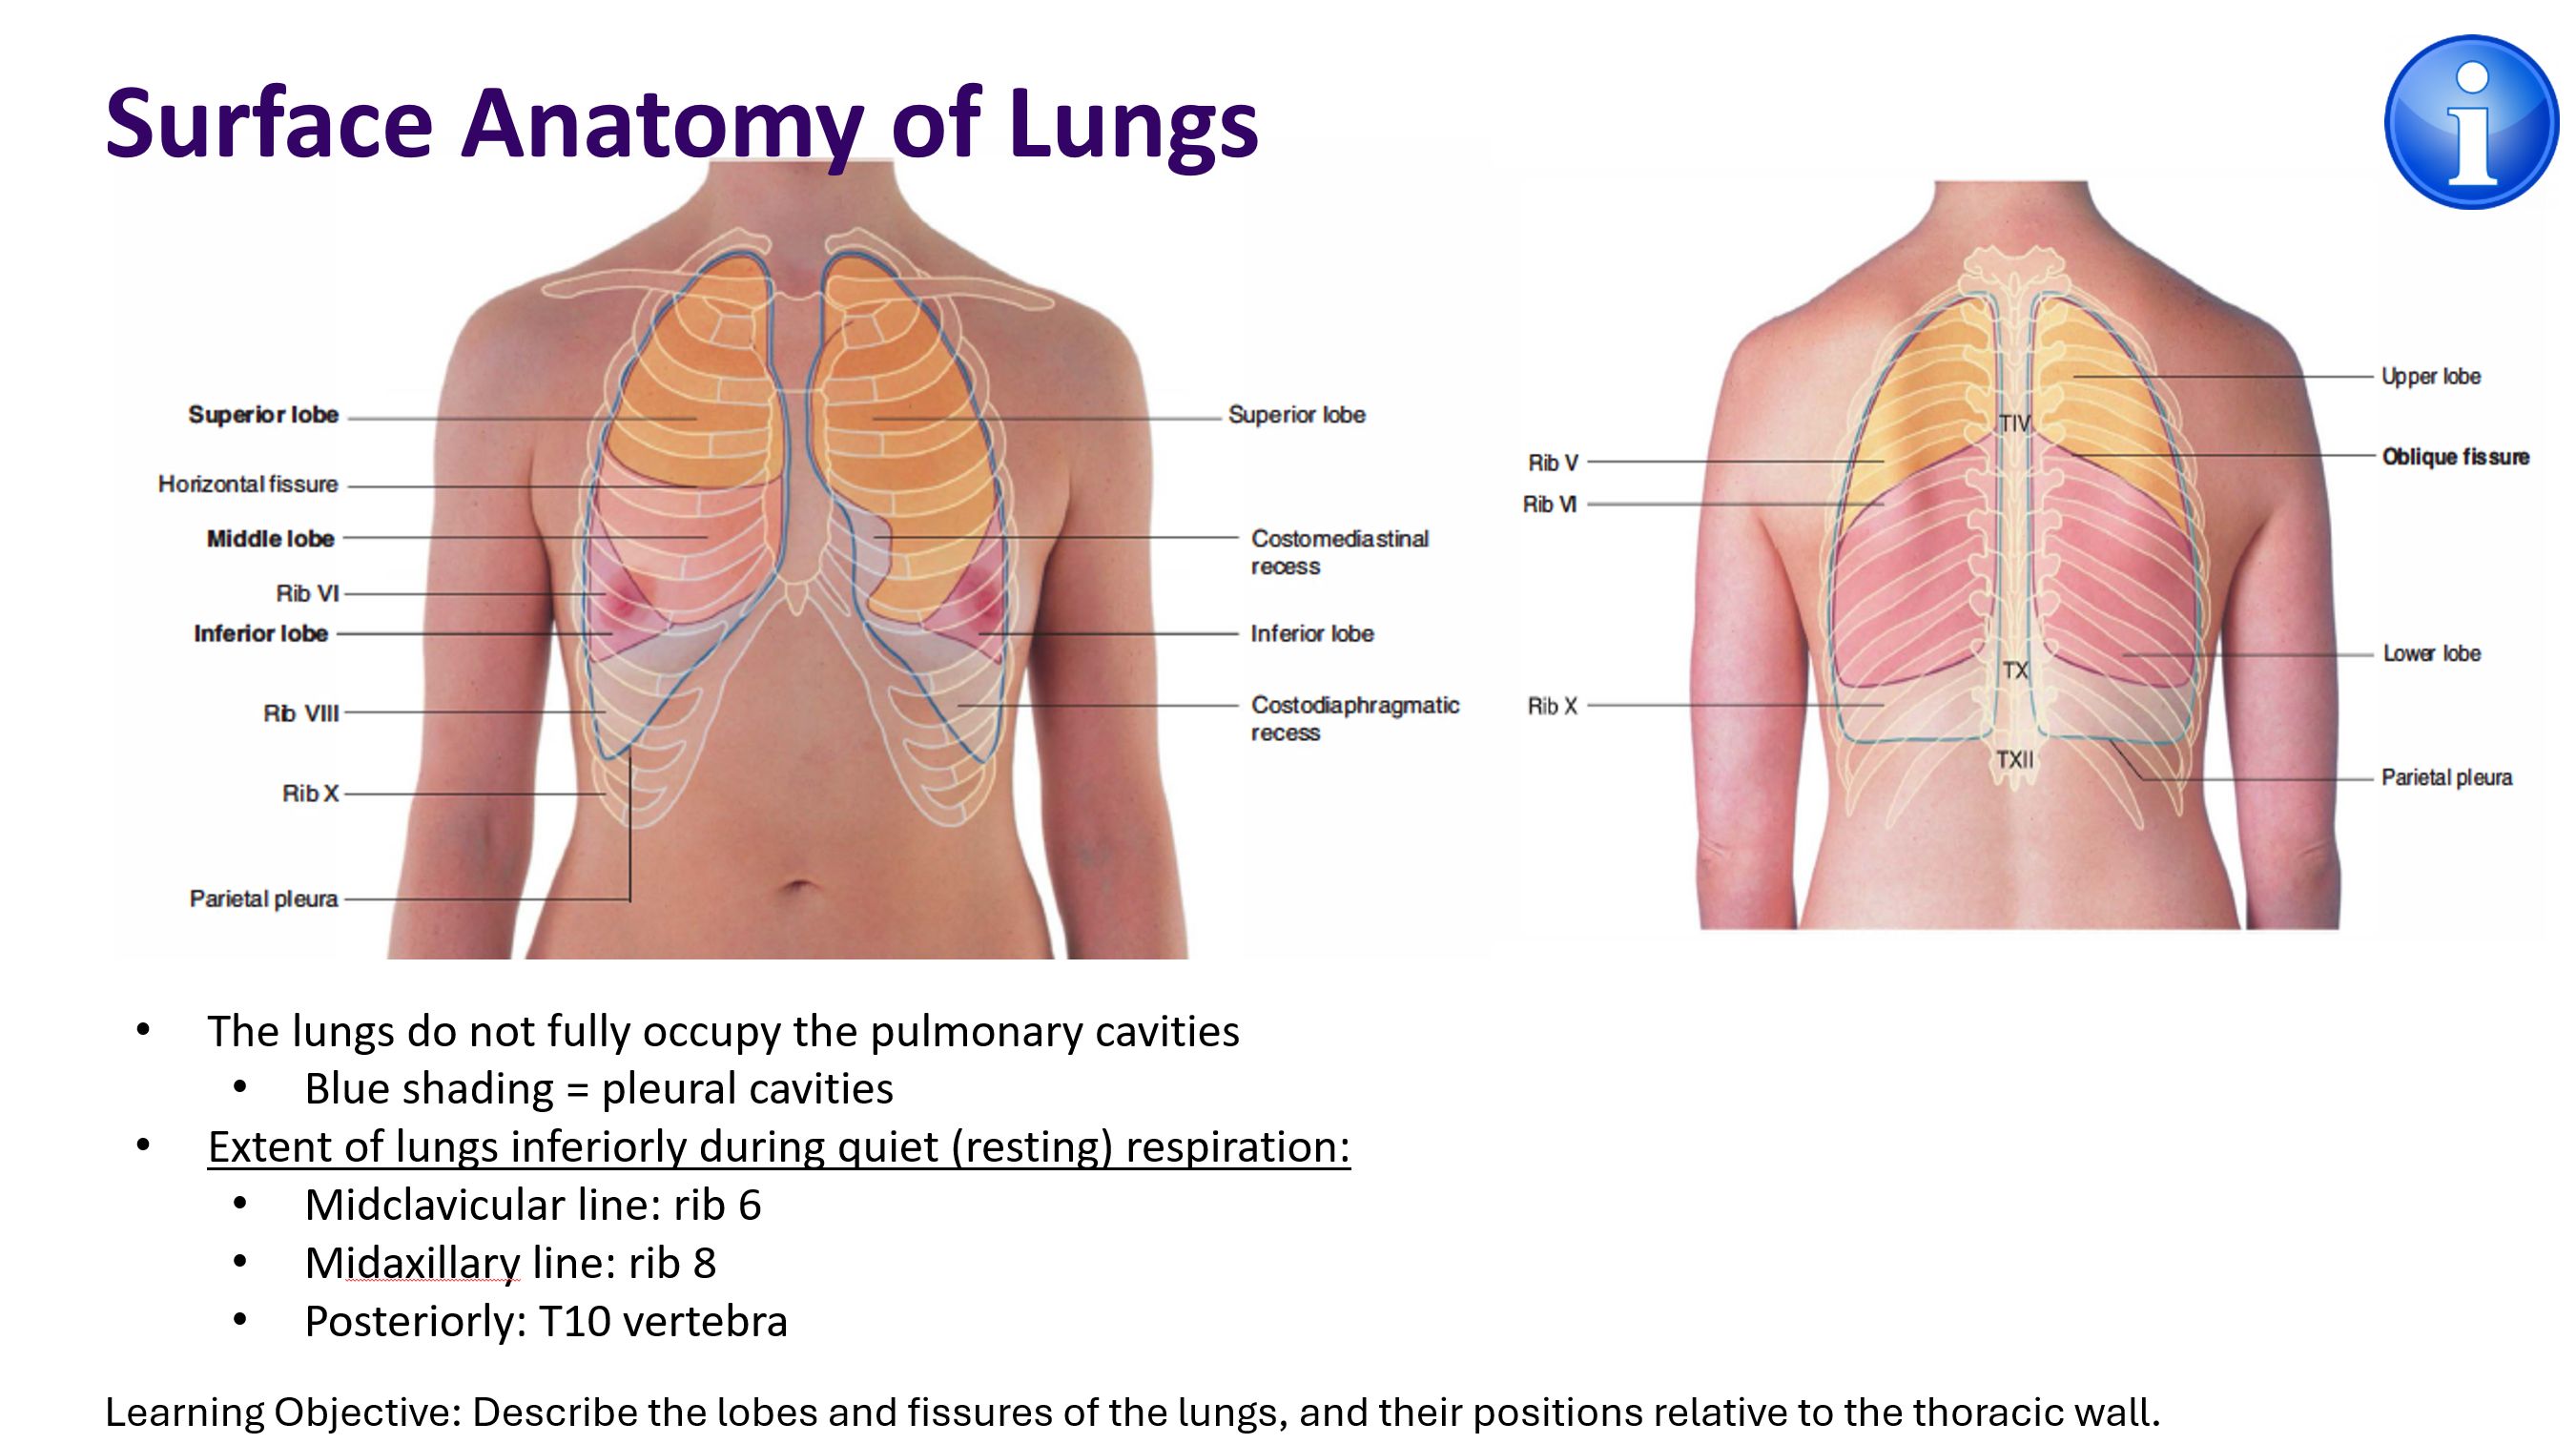 Surface Anatomy of Lungs
Superior lobe
Horizontal fissure
Middle lobe
Rib VI
Inferior lobe
Rib VIII
Rib X
Parietal pleura
Superior lobe
Costomediastinal
recess
Inferior lobe
Costodiaphragmatic
recess
Rib V
Rib VI
Rib X
TIV
TX
TXII
Upper lobe
Oblique fissure
Lower lobe
Parietal pleura
• The lungs do not fully occupy the pulmonary cavities
• Blue shading = pleural cavities
• Extent of lungs inferiorly during quiet (resting) respiration:
• Midclavicular line: rib 6
• Midaxillary line: rib 8
• Posteriorly: T10 vertebra
Learning Objective: Describe the lobes and fissures of the lungs, and their positions relative to the thoracic wall.